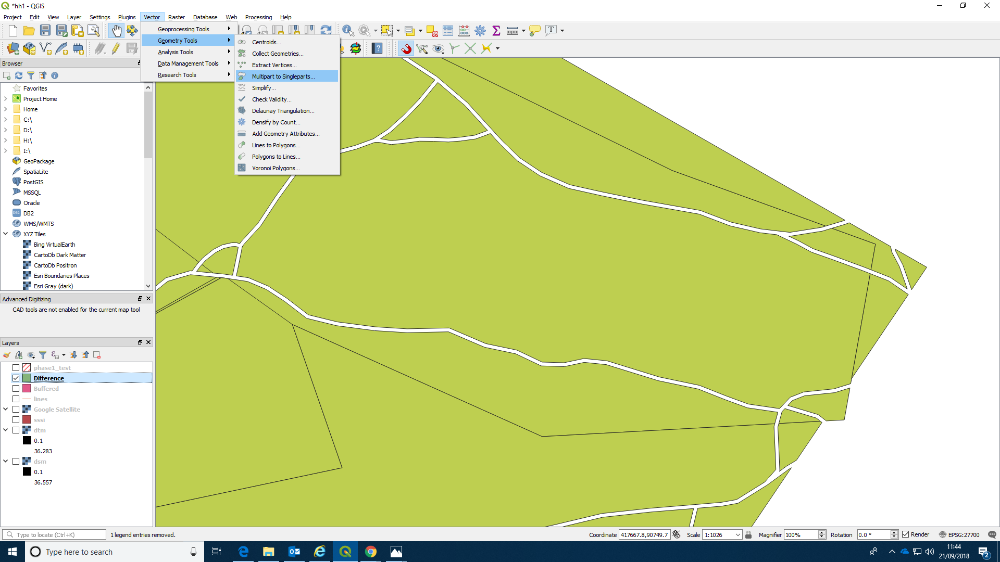 *hh1 - QGIS
Project Edit View Layer Settings Plugins Vector Raster Database Web Processing Help
Geoprocessing Tools
Geometry Tools
Analysis Tools
Data Management Tools
Research Tools
Centroids...
Collect Geometries...
Extract Vertices...
Multipart to Singleparts...
Simplify...
Check Validity...
Delaunay Triangulation...
Densify by Count...
Add Geometry Attributes...
Lines to Polygons...
Polygons to Lines...
Voronoi Polygons...
Browser
Favorites
Project Home
Home
C:\
D:\
H:\
I:\
GeoPackage
SpatiaLite
PostGIS
MSSQL
Oracle
DB2
WMS/WMTS
XYZ Tiles
Bing VirtualEarth
CartoDb Dark Matter
CartoDb Positron
Esri Boundaries Places
Esri Gray (dark)
Advanced Digitizing
CAD tools are not enabled for the current map tool
Layers
phase1_test
Difference
Buffered
lines
Google Satellite
sssi
dtm
0.1
36.283
dsm
0.1
36.557
Type to locate (Ctrl+K) 1 legend entries removed. Coordinate 417667.8,90749.7 Scale 1:1026 Magnifier 100% Rotation 0.0 ° Render EPSG:27700
Type here to search
11:44
21/09/2018
2